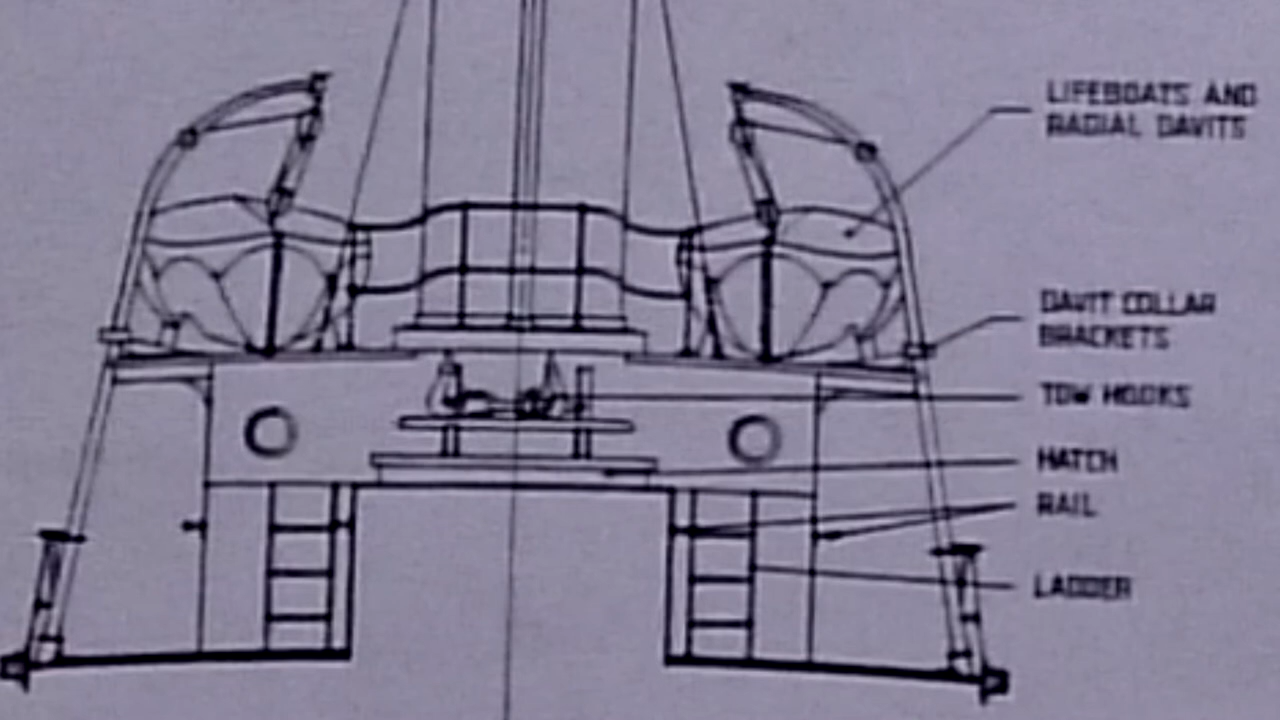 LIFEBOATS AND
RADIAL DAVITS
DAVIT COLLAR
BRACKETS
TOW HOOKS
HATCH
RAIL
LADDER